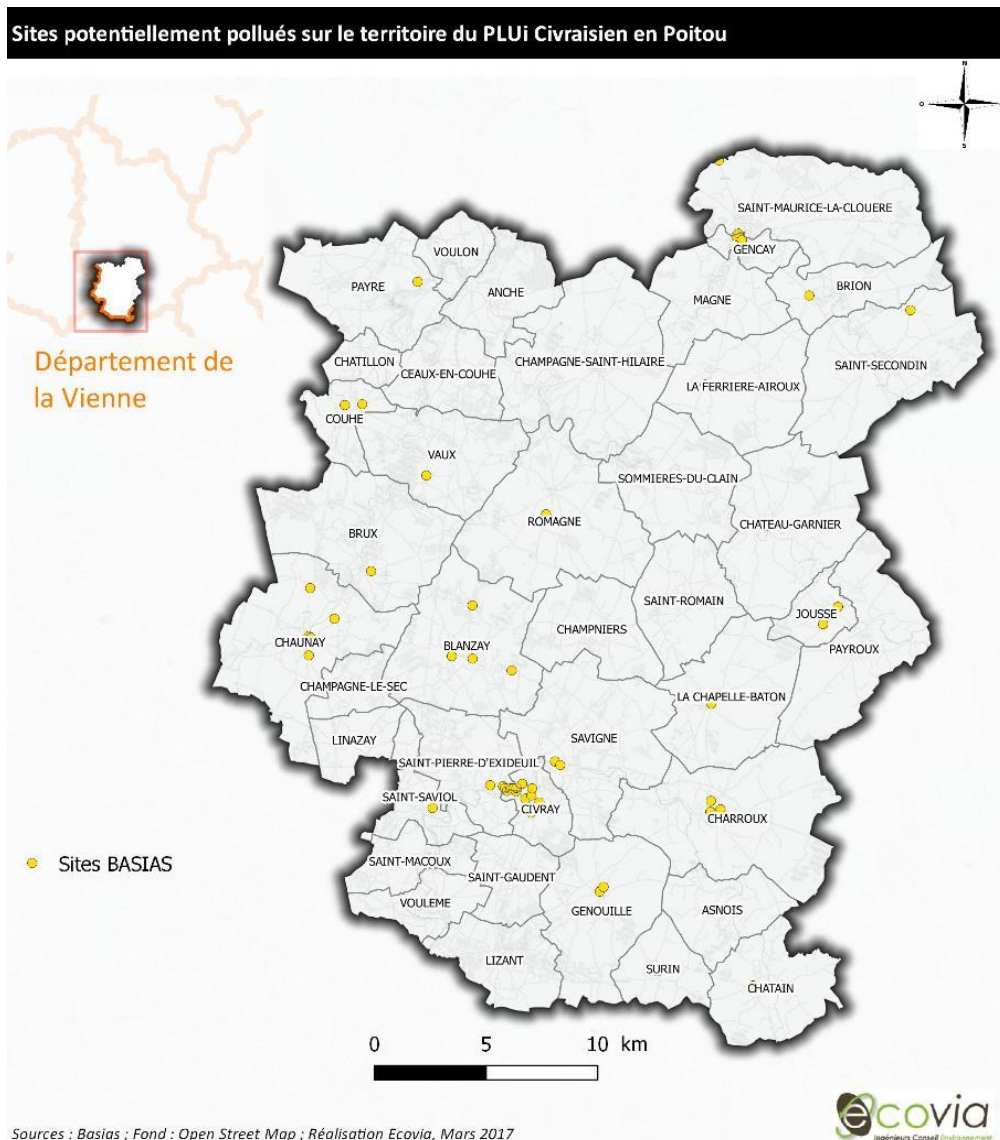 Sites potentiellement pollués sur le territoire du PLUi Civraisien en Poitou
N
O
E
S
SAINT-MAURICE-LA-CLOUERE
GENCAY
VOULON
PAYRE
ANCHE
MAGNE
BRION
Département de
la Vienne
CHATILLON
CEAUX-EN-COUHE
CHAMPAGNE-SAINT-HILAIRE
LA FERRIERE-AIROUX
SAINT-SECONDIN
COUHE
VAUX
SOMMIERES-DU-CLAIN
ROMAGNE
CHATEAU-GARNIER
BRUX
SAINT-ROMAIN
JOUSSE
CHAMPNIERS
CHAUNAY
BLANZAY
PAYROUX
CHAMPAGNE-LE-SEC
LA CHAPELLE-BATON
LINAZAY
SAVIGNE
SAINT-PIERRE-D'EXIDEUIL
SAINT-SAVIOL
CIVRAY
CHARROUX
Sites BASIAS
SAINT-MACOUX
SAINT-GAUDENT
VOULEME
GENOUILLE
ASNOIS
LIZANT
SURIN
CHATAIN
0 5 10 km
ecovia
Ingénieurs Conseil Environnement
Sources : Basias ; Fond : Open Street Map ; Réalisation Ecovia, Mars 2017